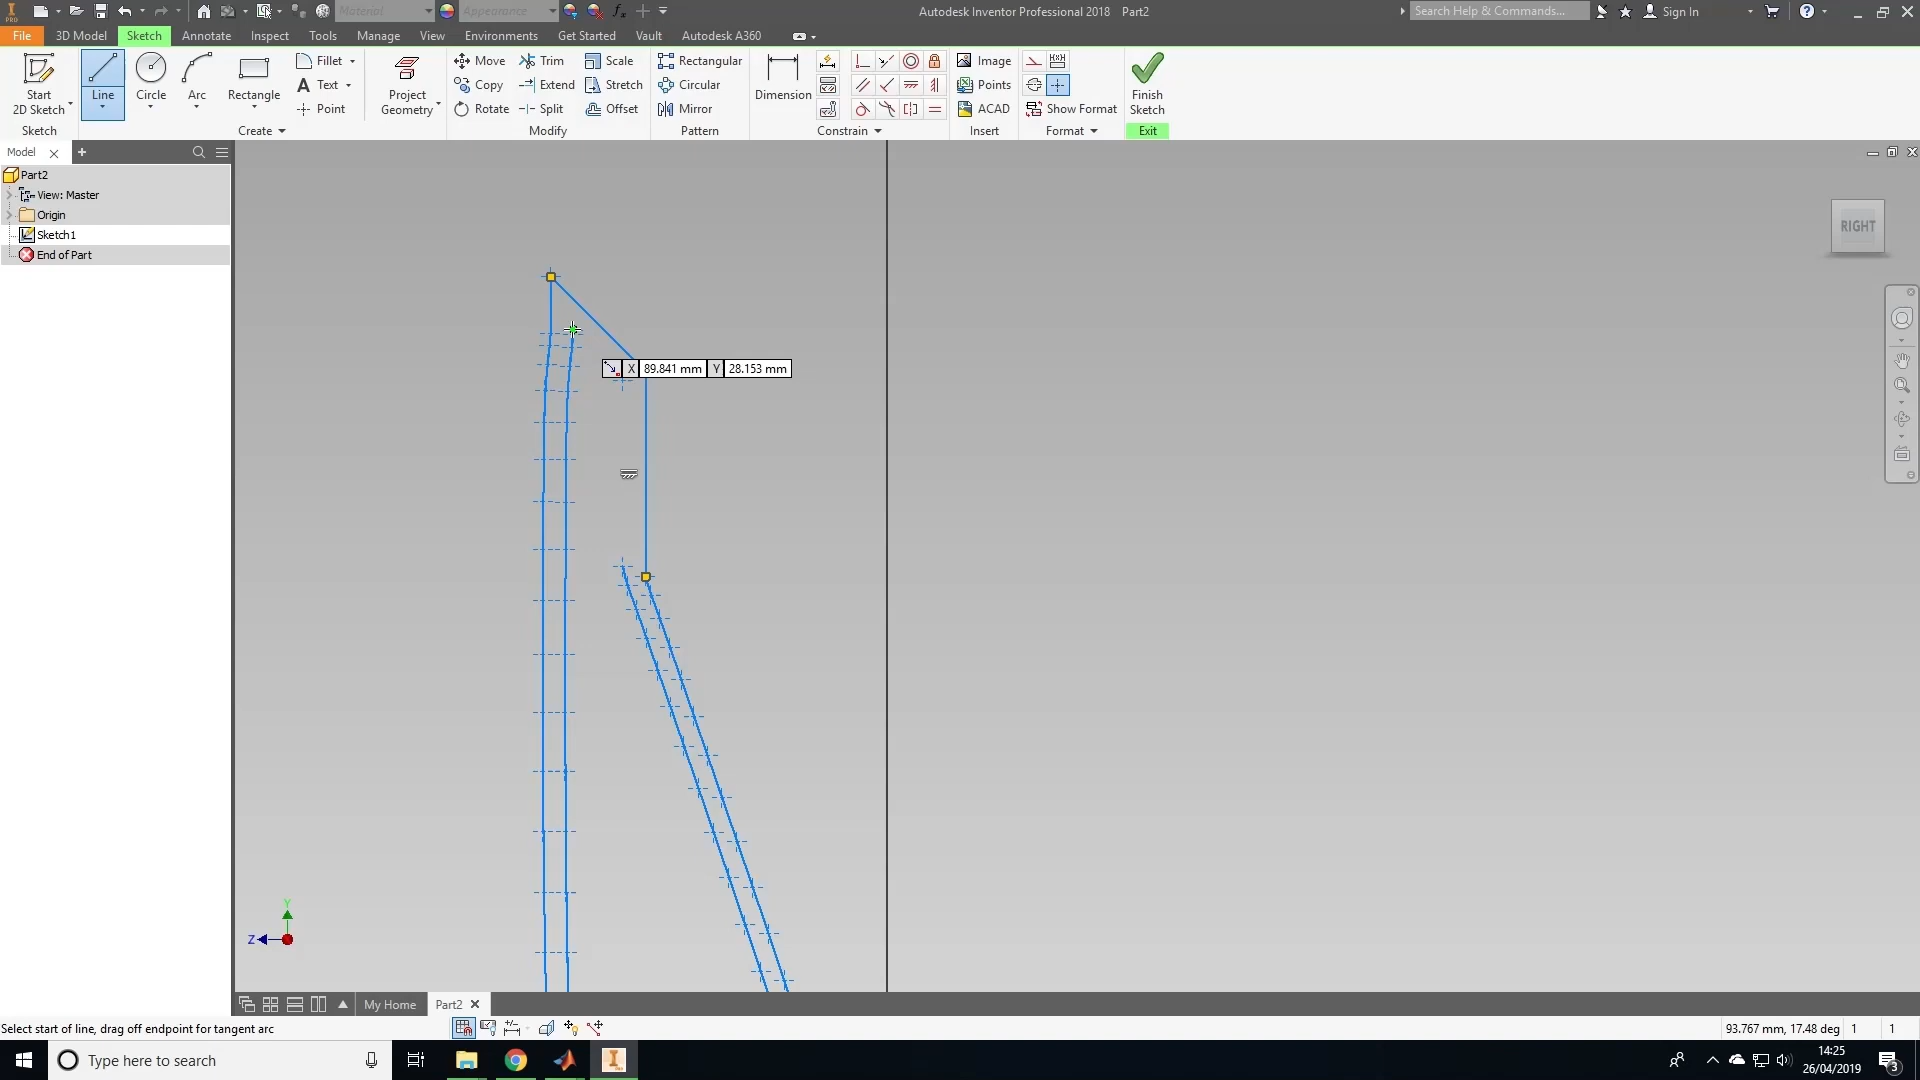 PRO
Material
Appearance
fx
Autodesk Inventor Professional 2018 Part2
Search Help & Commands...
Sign In
File
3D Model
Sketch
Annotate
Inspect
Tools
Manage
View
Environments
Get Started
Vault
Autodesk A360
Start
2D Sketch
Line
Circle
Arc
Rectangle
Fillet
Text
Point
Project
Geometry
Move
Copy
Rotate
Trim
Extend
Split
Scale
Stretch
Offset
Rectangular
Circular
Mirror
Dimension
Image
Points
ACAD
Show Format
Finish
Sketch
Sketch
Create
Modify
Pattern
Constrain
Insert
Format
Exit
Model
Part2
View: Master
Origin
Sketch1
End of Part
RIGHT
X 89.841 mm Y 28.153 mm
Y
Z
My Home
Part2
Select start of line, drag off endpoint for tangent arc
93.767 mm, 17.48 deg 1 1
Type here to search
14:25
26/04/2019
3